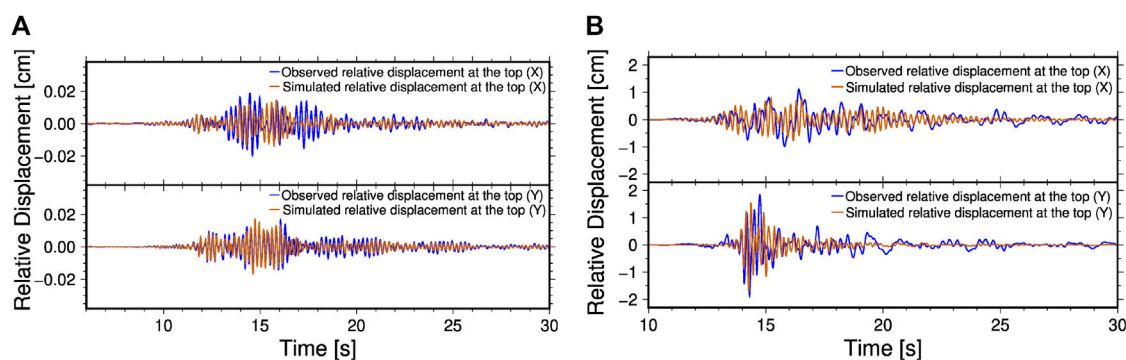 A
Relative Displacement [cm]
Observed relative displacement at the top (X)
Simulated relative displacement at the top (X)
0.02
0.00
−0.02
Observed relative displacement at the top (Y)
Simulated relative displacement at the top (Y)
0.02
0.00
−0.02
10 15 20 25 30
Time [s]
B
Relative Displacement [cm]
Observed relative displacement at the top (X)
Simulated relative displacement at the top (X)
2
1
0
−1
−2
Observed relative displacement at the top (Y)
Simulated relative displacement at the top (Y)
2
1
0
−1
−2
10 15 20 25 30
Time [s]